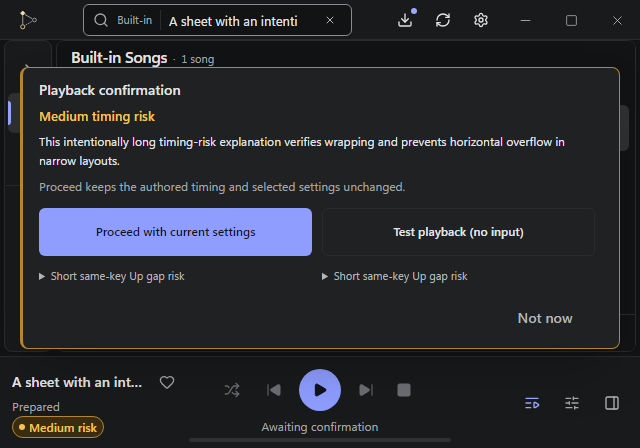 Built-in A sheet with an intenti
Built-in Songs · 1 song
Playback confirmation
Medium timing risk
This intentionally long timing-risk explanation verifies wrapping and prevents horizontal overflow in
narrow layouts.
Proceed keeps the authored timing and selected settings unchanged.
Proceed with current settings
Test playback (no input)
Short same-key Up gap risk
Short same-key Up gap risk
Not now
A sheet with an int...
Prepared
Medium risk
Awaiting confirmation